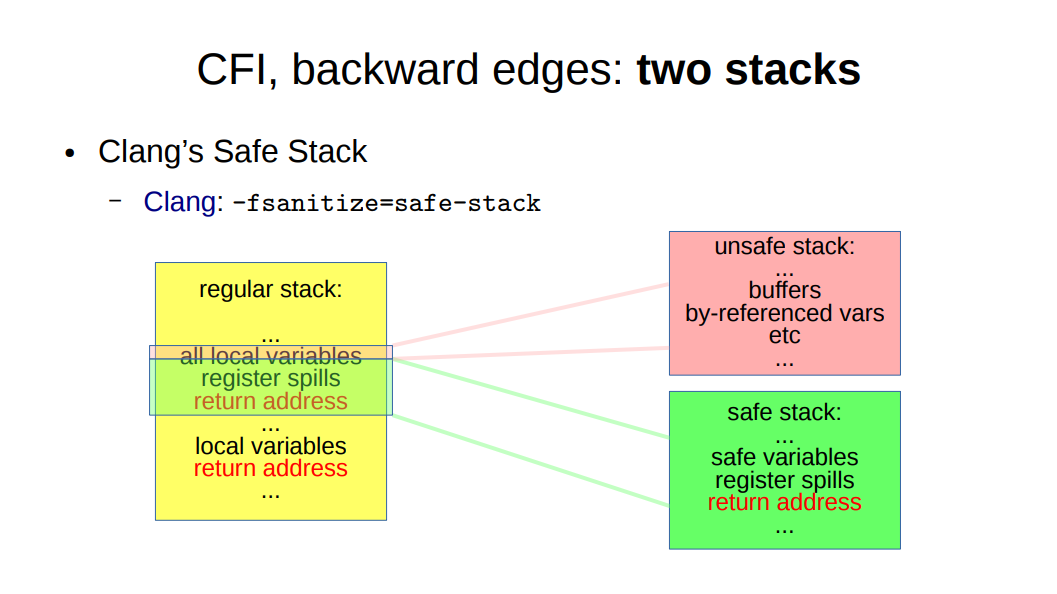 CFI, backward edges: two stacks
• Clang’s Safe Stack
– Clang: -fsanitize=safe-stack
regular stack:
...
all local variables
register spills
return address
...
local variables
return address
...
unsafe stack:
...
buffers
by-referenced vars
etc
...
safe stack:
...
safe variables
register spills
return address
...